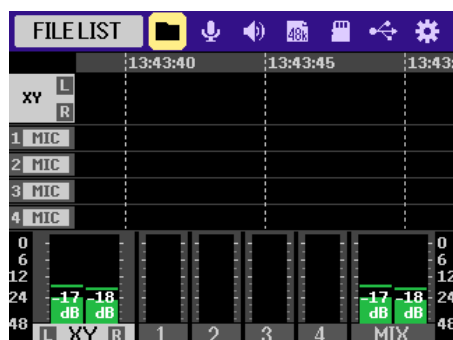 FILE LIST 48k
13:43:40 13:43:45 13:43:
XY L R
1 MIC
2 MIC
3 MIC
4 MIC
0 0
6 6
12 12
24 -17 dB -18 dB -17 dB -18 dB 24
48 L XY R 1 2 3 4 MIX 48